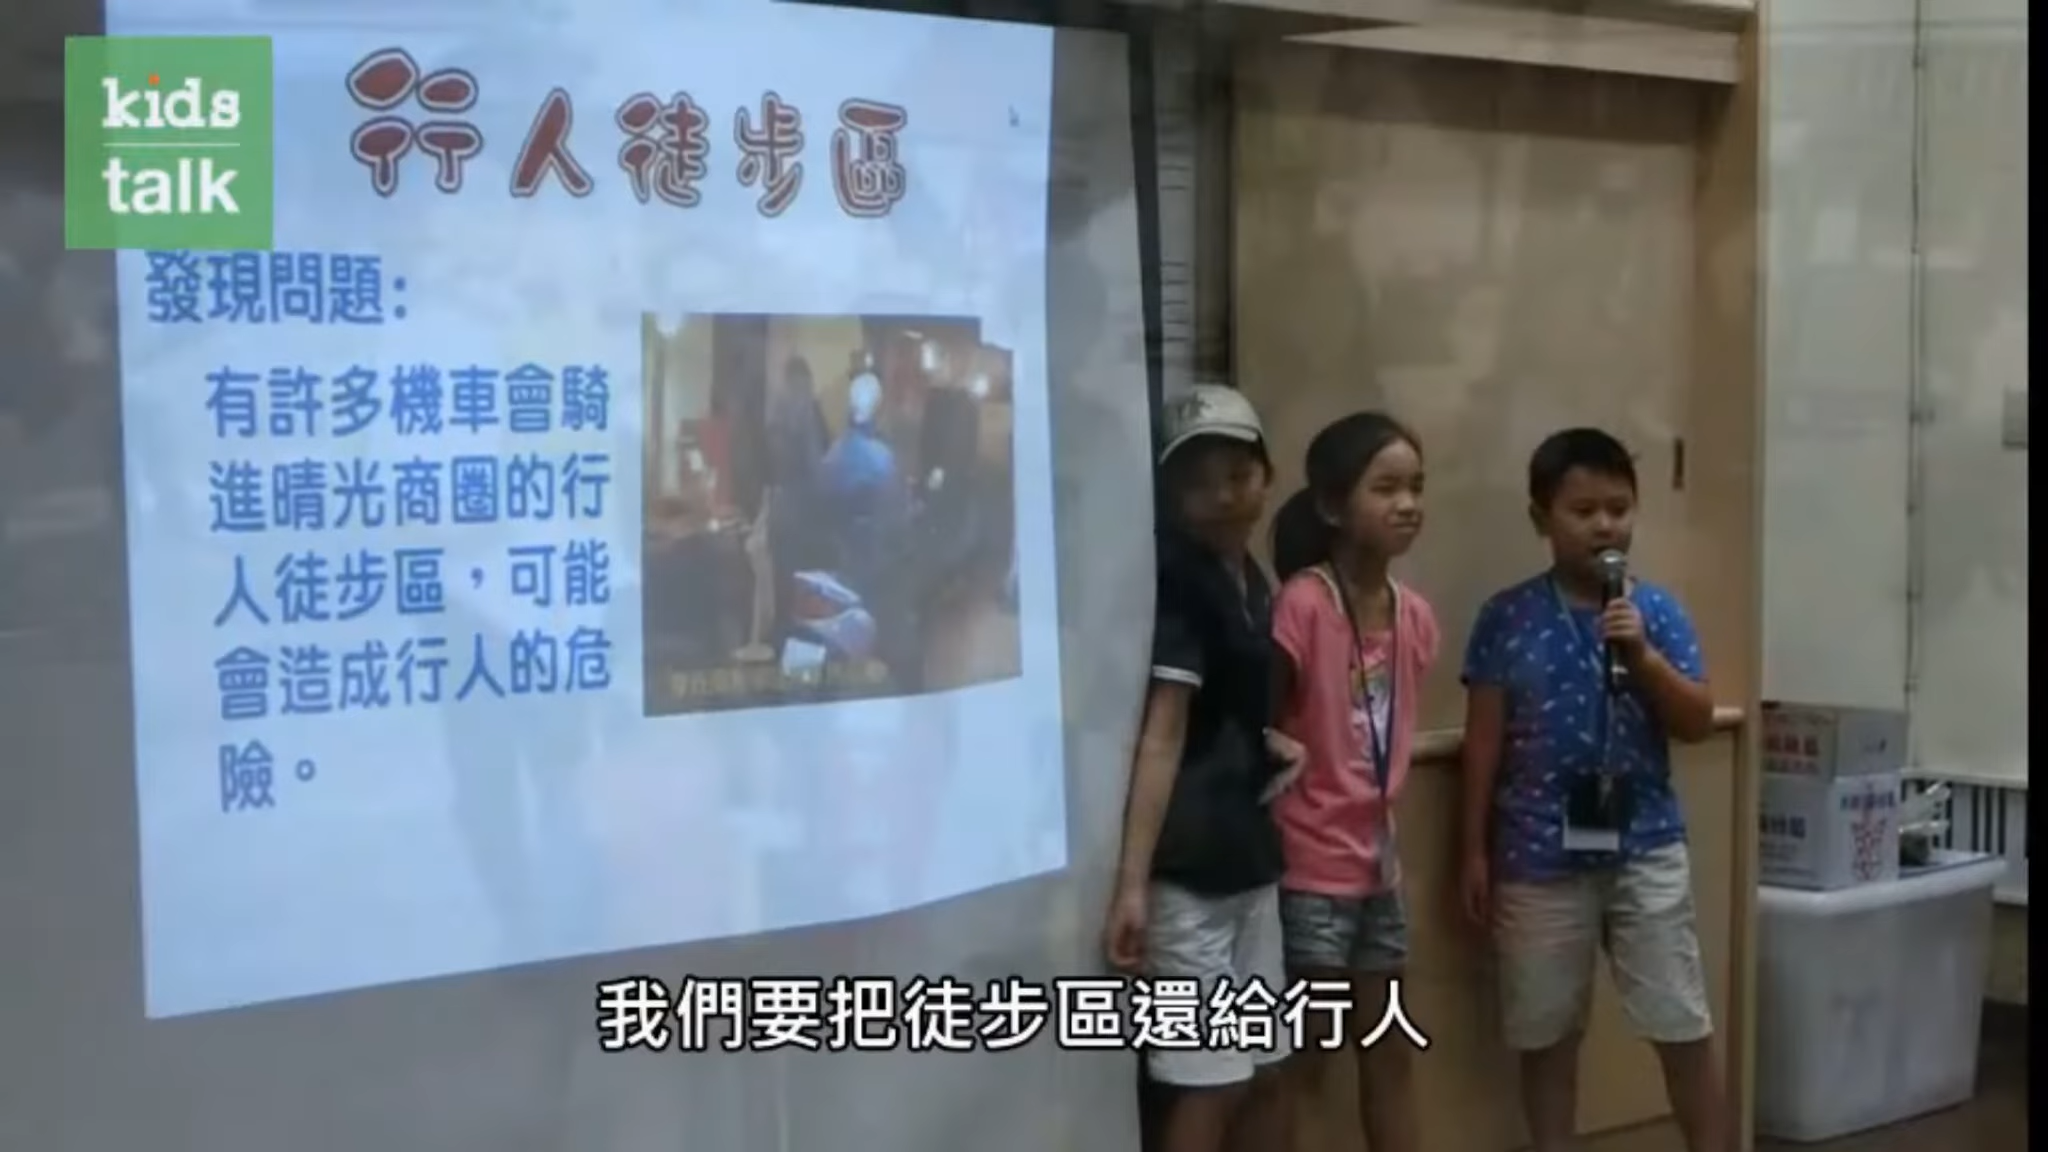 kids
talk
行人徒步區
發現問題:
有許多機車會騎
進晴光商圈的行
人徒步區，可能
會造成行人的危
險。
我們要把徒步區還給行人